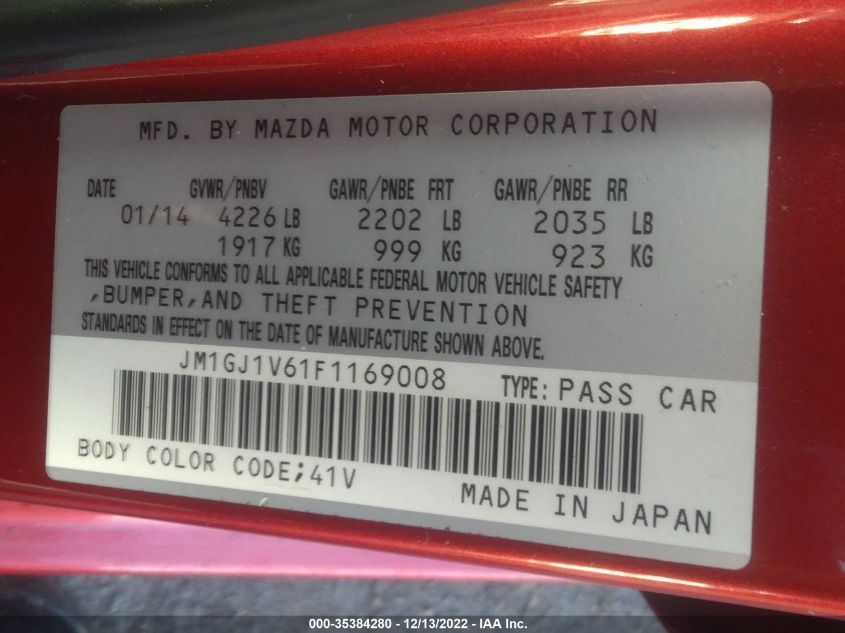 MFD. BY MAZDA MOTOR CORPORATION
DATE GVWR/PNBV GAWR/PNBE FRT GAWR/PNBE RR
01/14 4226 LB 2202 LB 2035 LB
1917 KG 999 KG 923 KG
THIS VEHICLE CONFORMS TO ALL APPLICABLE FEDERAL MOTOR VEHICLE SAFETY
,BUMPER,AND THEFT PREVENTION
STANDARDS IN EFFECT ON THE DATE OF MANUFACTURE SHOWN ABOVE.
JM1GJ1V61F1169008 TYPE: PASS CAR
BODY COLOR CODE;41V MADE IN JAPAN
000-35384280 - 12/13/2022 - IAA Inc.